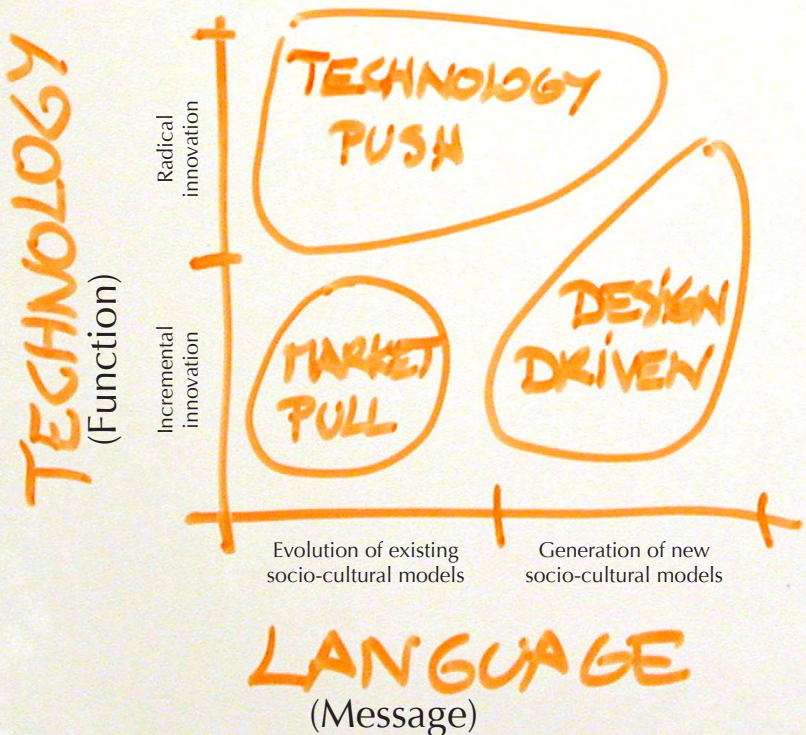 TECHNOLOGY
(Function)
Radical
innovation
Incremental
innovation
TECHNOLOGY
PUSH
MARKET
PULL
DESiGN
DRiVEN
Evolution of existing
socio-cultural models
Generation of new
socio-cultural models
LANGUAGE
(Message)